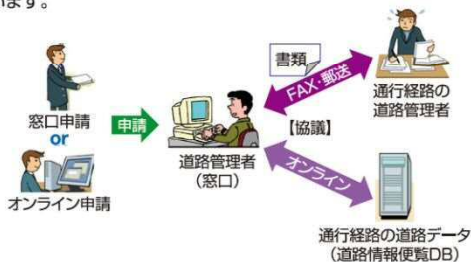 います。
書類
FAX・郵送
通行経路の
道路管理者
窓口申請
or
申請
【協議】
オンライン申請
道路管理者
（窓口）
オンライン
通行経路の道路データ
（道路情報便覧DB）